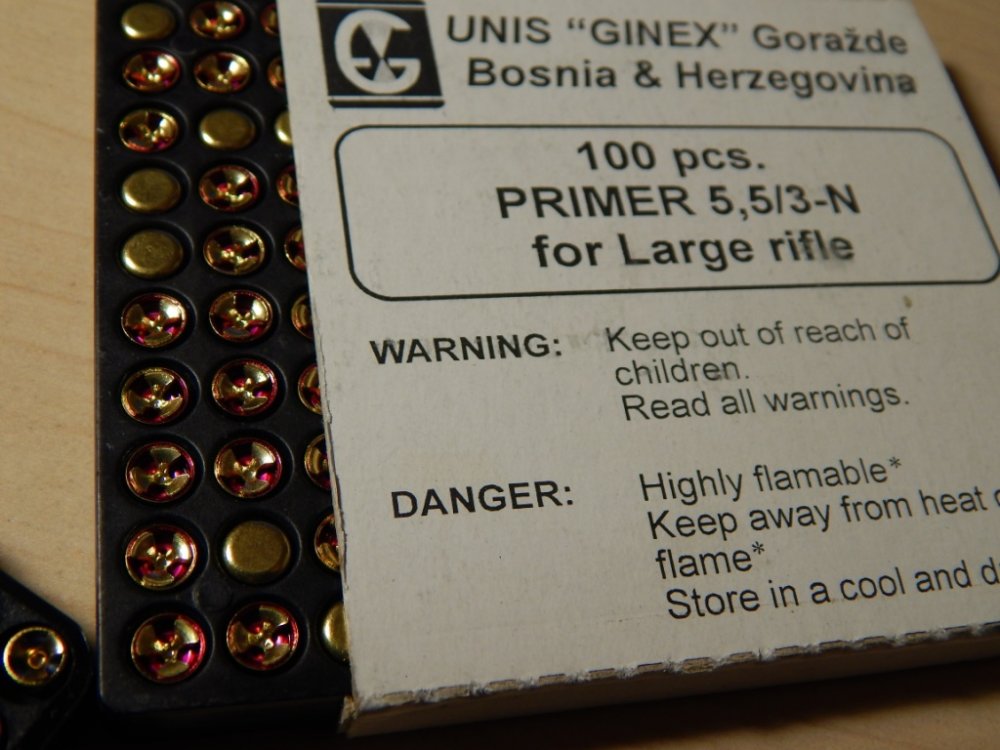 UNIS “GINEX” Goražde
Bosnia & Herzegovina
100 pcs.
PRIMER 5,5/3-N
for Large rifle
WARNING: Keep out of reach of
children.
Read all warnings.
DANGER: Highly flamable*
Keep away from heat
flame*
Store in a cool and